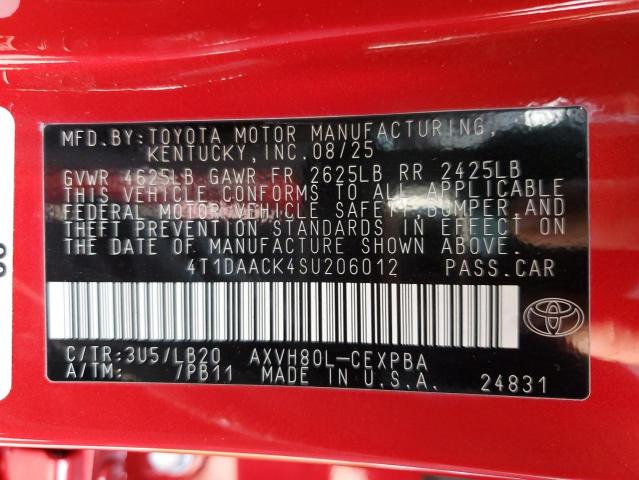 MFD.BY:TOYOTA MOTOR MANUFACTURING,
KENTUCKY,INC.08/25
GVWR 4625LB GAWR FR 2625LB RR 2425LB
THIS VEHICLE CONFORMS TO ALL APPLICABLE
FEDERAL MOTOR VEHICLE SAFETY,BUMPER,AND
THEFT PREVENTION STANDARDS IN EFFECT ON
THE DATE OF MANUFACTURE SHOWN ABOVE.
4T1DAACK4SU206012 PASS.CAR
C/TR:3U5/LB20 AXVH80L-CEXPBA
A/TM: 7PB11 MADE IN U.S.A. 24831